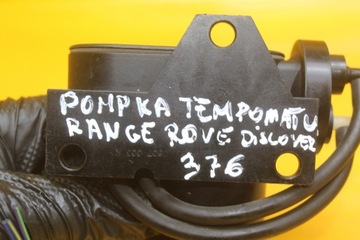 POMPKA TEMPOMATU
RANGE ROVE DISCOVER
376